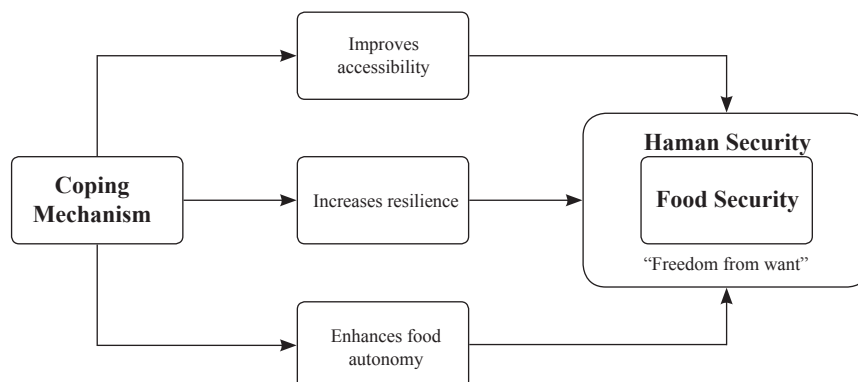 Improves
accessibility
Haman Security
Coping
Mechanism
Increases resilience
Food Security
“Freedom from want”
Enhances food
autonomy